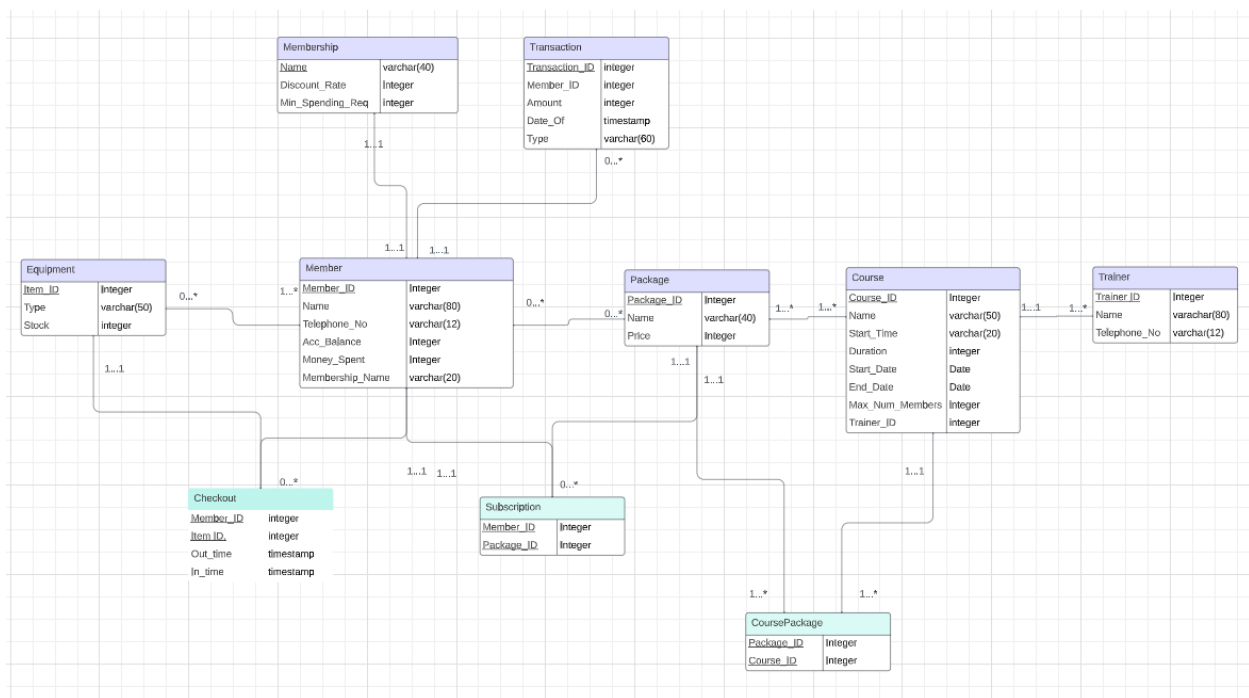 Membership
Name varchar(40)
Discount_Rate Integer
Min_Spending_Req integer
Transaction
Transaction_ID integer
Member_ID integer
Amount integer
Date_Of timestamp
Type varchar(60)
1...1
0...*
1...1 1...1
Equipment
Item_ID Integer
Type varchar(50)
Stock integer
0...*
1...*
Member
Member_ID Integer
Name varchar(80)
Telephone_No varchar(12)
Acc_Balance Integer
Money_Spent Integer
Membership_Name varchar(20)
0...*
0...*
Package
Package_ID Integer
Name varchar(40)
Price Integer
1...*
1...*
Course
Course_ID Integer
Name varchar(50)
Start_Time varchar(20)
Duration integer
Start_Date Date
End_Date Date
Max_Num_Members Integer
Trainer_ID integer
1...1
1...*
Trainer
Trainer ID Integer
Name varachar(80)
Telephone_No varchar(12)
1...1
1...1
1...1
1...1 1...1
1...1
0...*
0...*
Checkout
Member_ID integer
Item ID. integer
Out_time timestamp
In_time timestamp
Subscription
Member_ID Integer
Package_ID Integer
1...*
1...*
CoursePackage
Package_ID Integer
Course_ID Integer